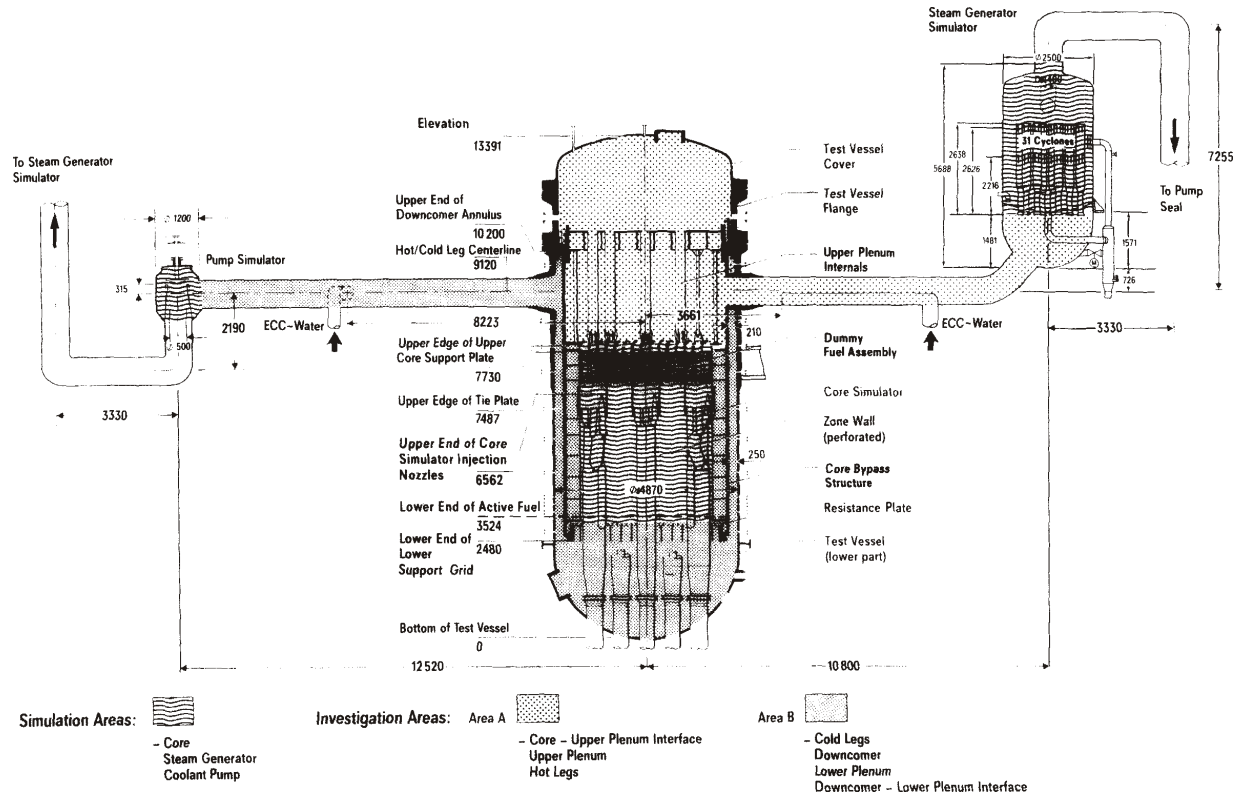 Steam Generator
Simulator
Ø 2500
31 Cyclones
5688
2638
2626
2216
1481
1571
726
7255
To Pump
Seal
3330
To Steam Generator
Simulator
Ø 1200
Pump Simulator
315
2190
Ø 500
3330
ECC-Water
Elevation
13391
Upper End of
Downcomer Annulus
10 200
Hot/Cold Leg Centerline
9120
8223
3661
210
Upper Edge of Upper
Core Support Plate
7730
Upper Edge of Tie Plate
7487
Upper End of Core
Simulator Injection
Nozzles 6562
250
Ø 4870
Lower End of Active Fuel
3524
Lower End of
Lower 2480
Support Grid
Bottom of Test Vessel
0
Test Vessel
Cover
Test Vessel
Flange
Upper Plenum
Internals
ECC-Water
Dummy
Fuel Assembly
Core Simulator
Zone Wall
(perforated)
Core Bypass
Structure
Resistance Plate
Test Vessel
(lower part)
12 520
10 800
Simulation Areas:
- Core
Steam Generator
Coolant Pump
Investigation Areas: Area A
- Core - Upper Plenum Interface
Upper Plenum
Hot Legs
Area B
- Cold Legs
Downcomer
Lower Plenum
Downcomer - Lower Plenum Interface